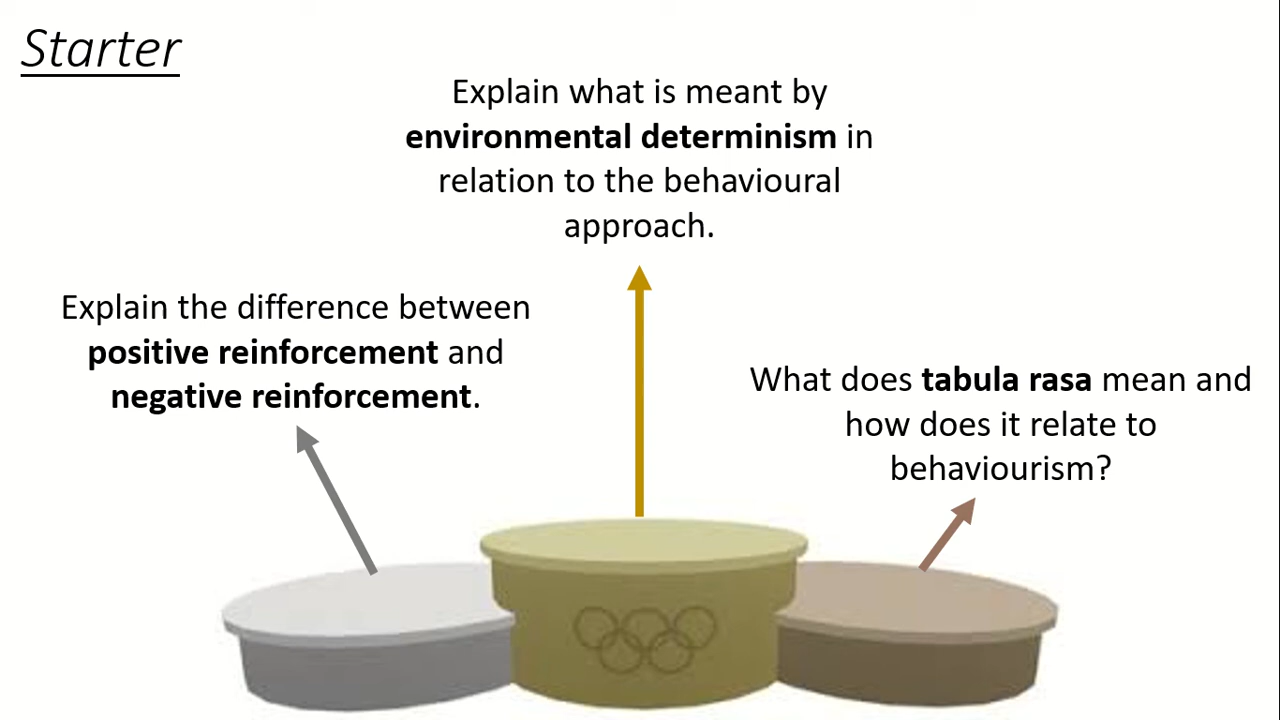 Starter
Explain what is meant by
environmental determinism in
relation to the behavioural
approach.
Explain the difference between
positive reinforcement and
negative reinforcement.
What does tabula rasa mean and
how does it relate to
behaviourism?